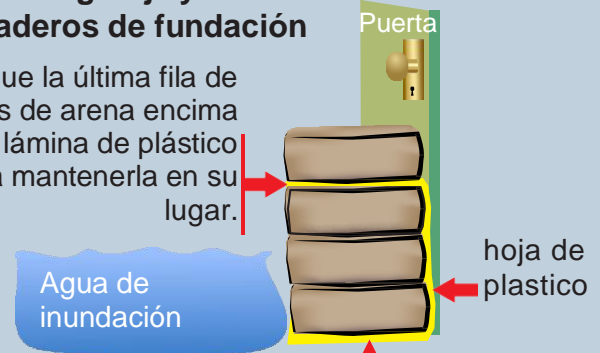 aderos de fundación
ue la última fila de
s de arena encima
lámina de plástico
a mantenerla en su
lugar.
Puerta
hoja de
plastico
Agua de
inundación